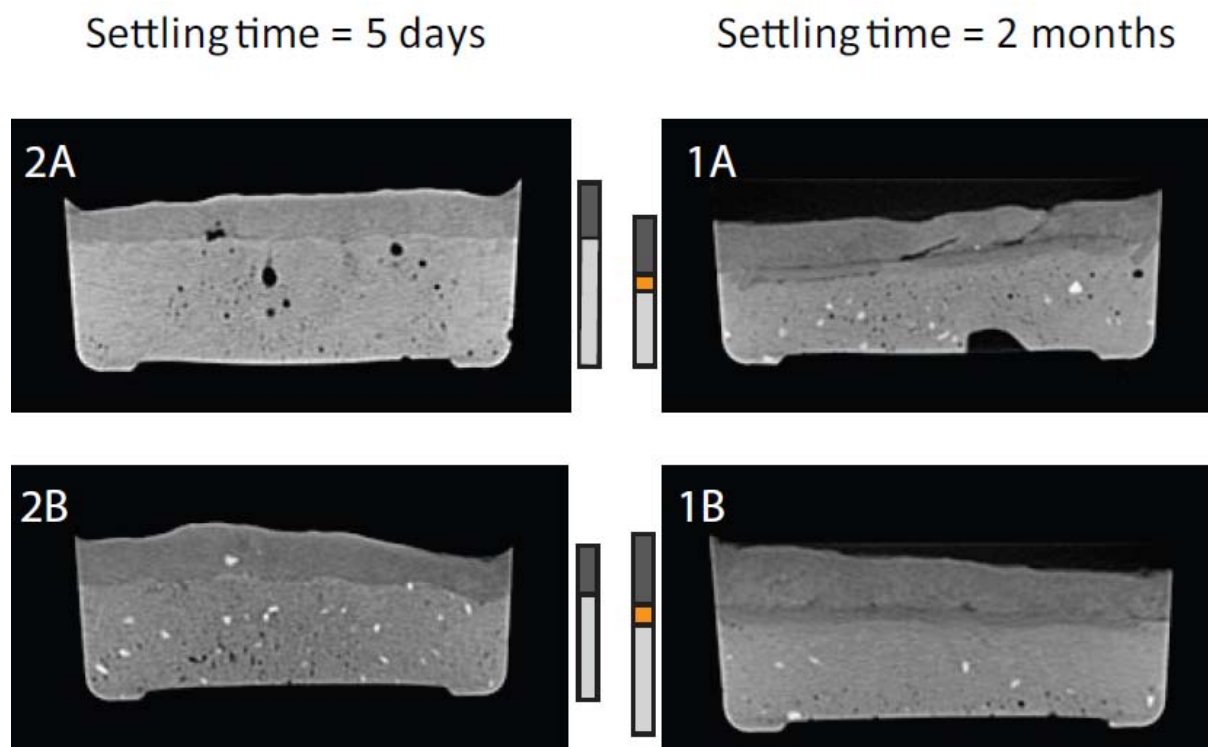 Settling time = 5 days
Settling time = 2 months
2A
1A
2B
1B